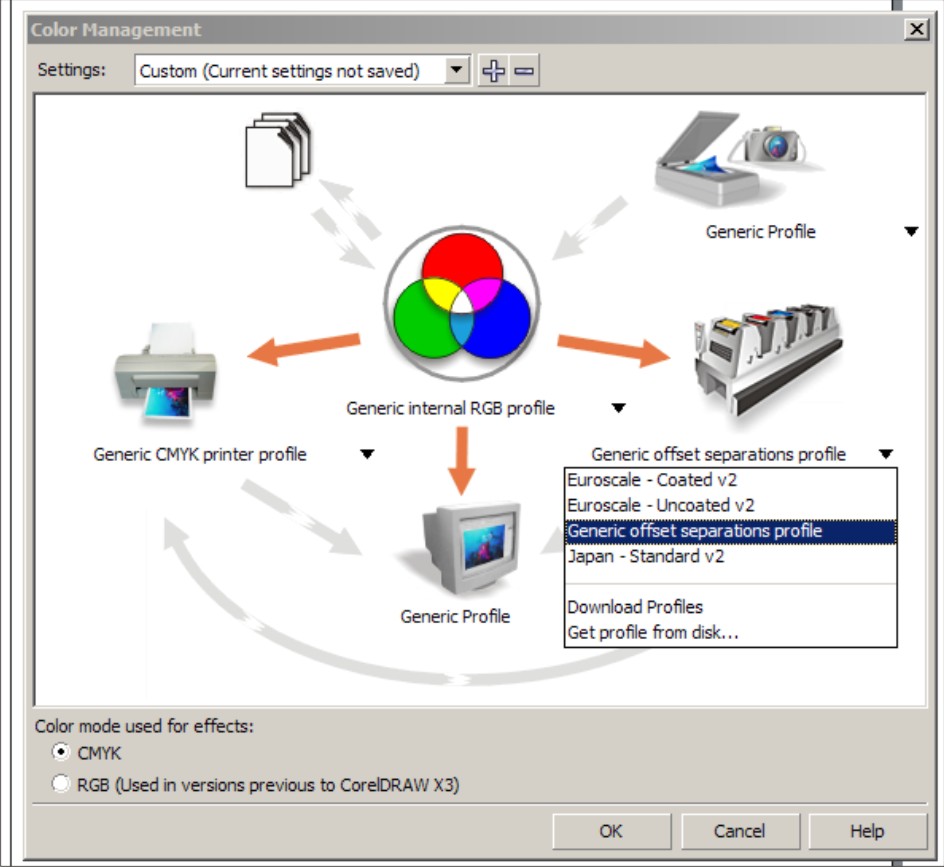 Color Management
Settings: Custom (Current settings not saved)
Generic Profile
Generic internal RGB profile
Generic CMYK printer profile
Generic offset separations profile
Euroscale - Coated v2
Euroscale - Uncoated v2
Generic offset separations profile
Japan - Standard v2
Download Profiles
Get profile from disk...
Generic Profile
Color mode used for effects:
CMYK
RGB (Used in versions previous to CorelDRAW X3)
OK Cancel Help